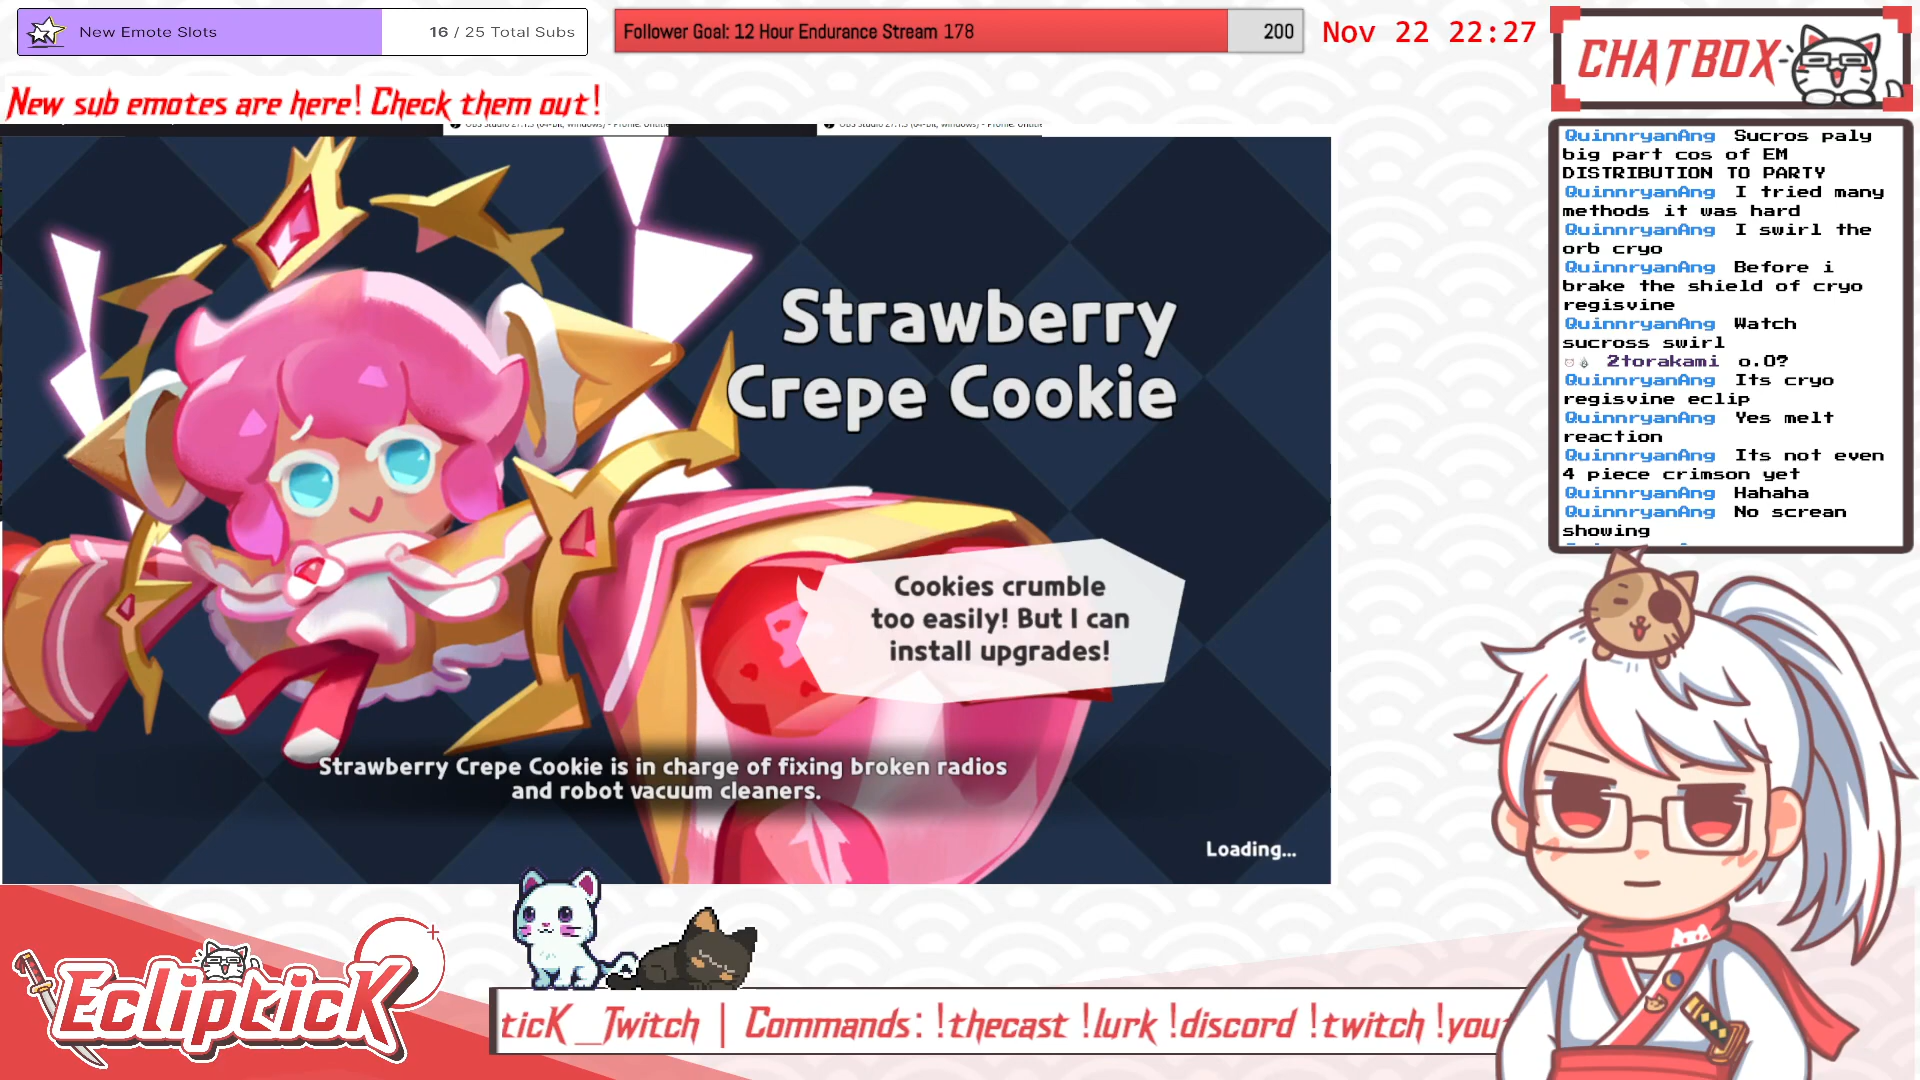 New Emote Slots
16 / 25 Total Subs
Follower Goal: 12 Hour Endurance Stream 178
200
Nov 22 22:27
CHATBOX
New sub emotes are here! Check them out!
QuinnryanAng Sucros paly
big part cos of EM
DISTRIBUTION TO PARTY
QuinnryanAng I tried many
methods it was hard
QuinnryanAng I swirl the
orb cryo
QuinnryanAng Before i
brake the shield of cryo
regisvine
QuinnryanAng Watch
sucross swirl
2torakami o.O?
QuinnryanAng Its cryo
regisvine eclip
QuinnryanAng Yes melt
reaction
QuinnryanAng Its not even
4 piece crimson yet
QuinnryanAng Hahaha
QuinnryanAng No screan
showing
Strawberry
Crepe Cookie
Cookies crumble
too easily! But I can
install upgrades!
Strawberry Crepe Cookie is in charge of fixing broken radios
and robot vacuum cleaners.
Loading...
EclipticK
ticK_Twitch | Commands: !thecast !lurk !discord !twitch !you